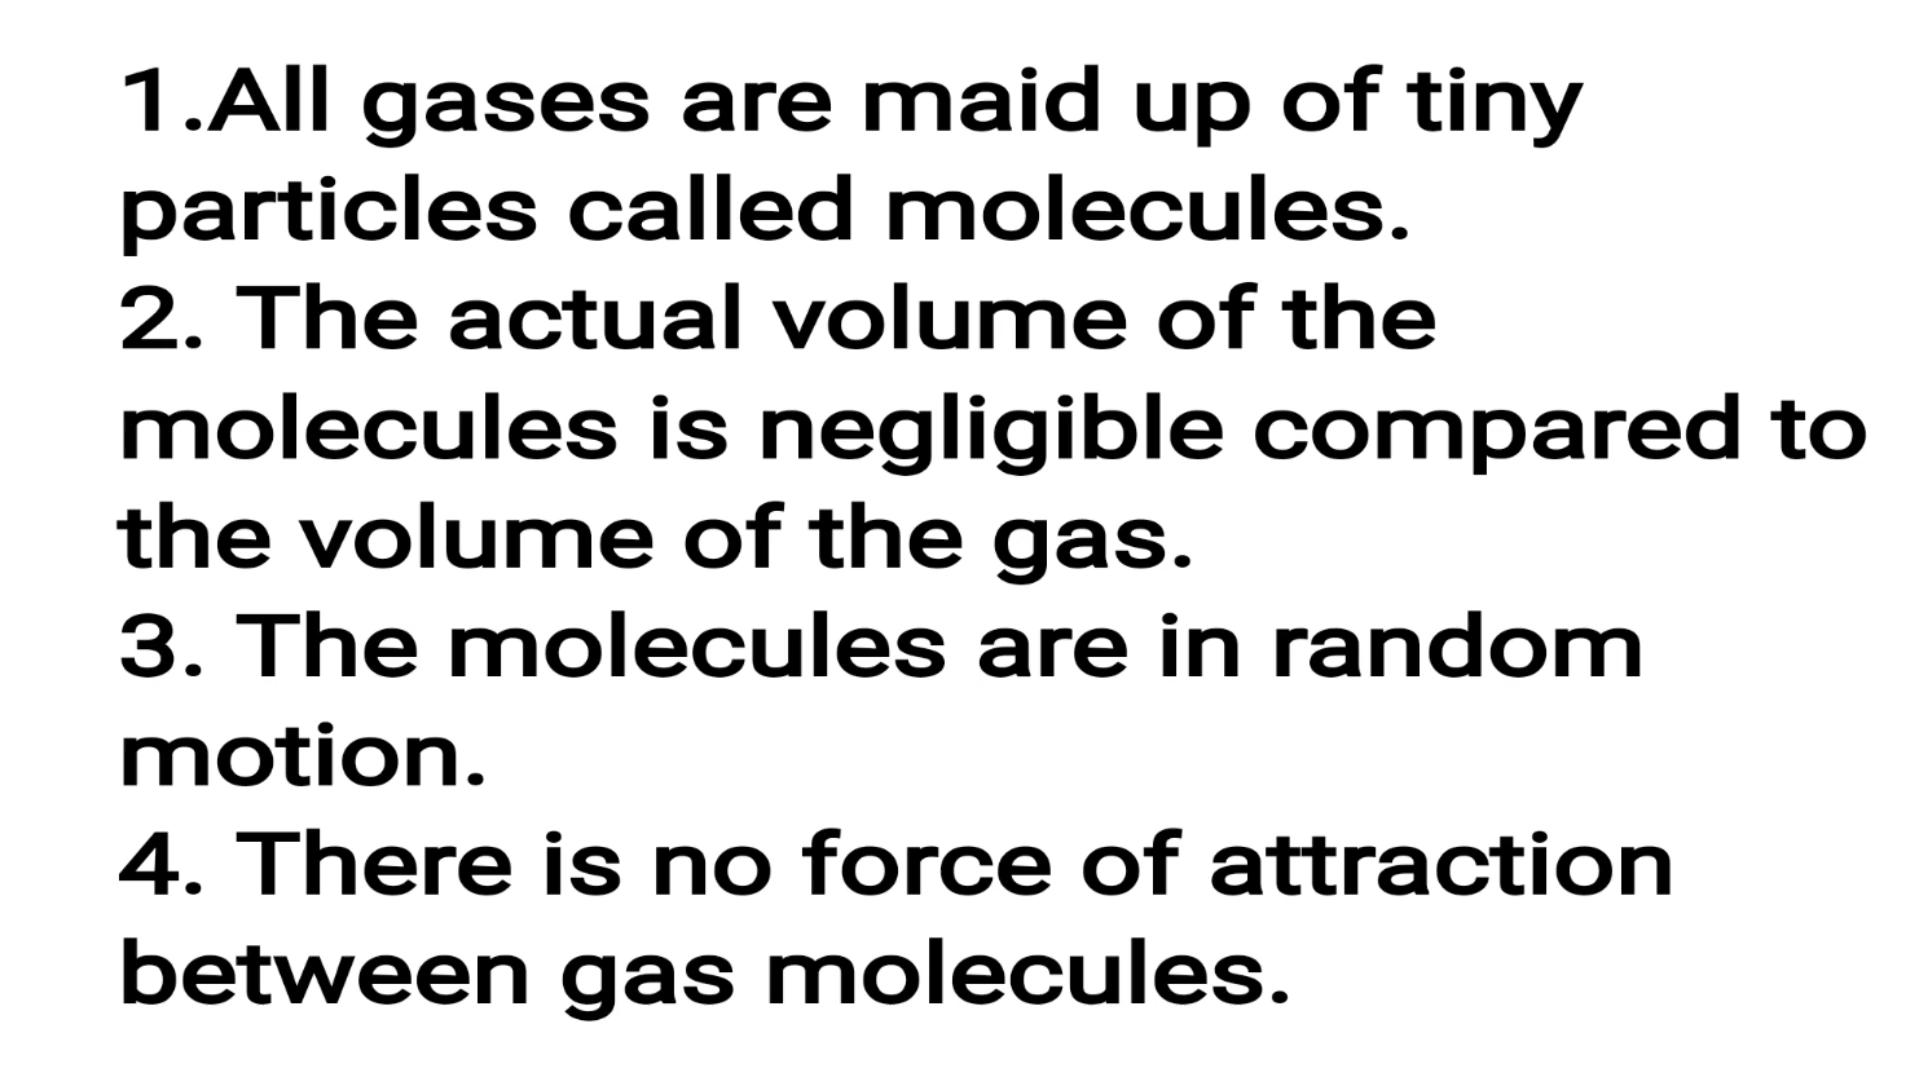 1.All gases are maid up of tiny
particles called molecules.
2. The actual volume of the
molecules is negligible compared to
the volume of the gas.
3. The molecules are in random
motion.
4. There is no force of attraction
between gas molecules.